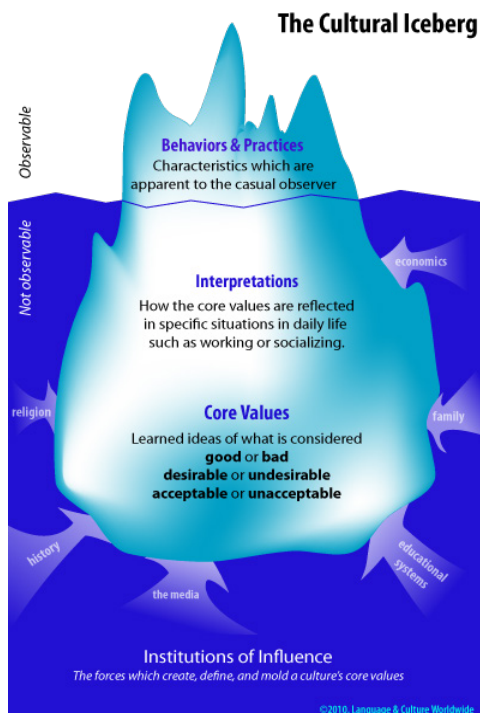 The Cultural Iceberg
Observable
Behaviors & Practices
Characteristics which are
apparent to the casual observer
Not observable
economics
Interpretations
How the core values are reflected
in specific situations in daily life
such as working or socializing.
religion
family
Core Values
Learned ideas of what is considered
good or bad
desirable or undesirable
acceptable or unacceptable
history
educational
systems
the media
Institutions of Influence
The forces which create, define, and mold a culture's core values
©2010, Language & Culture Worldwide